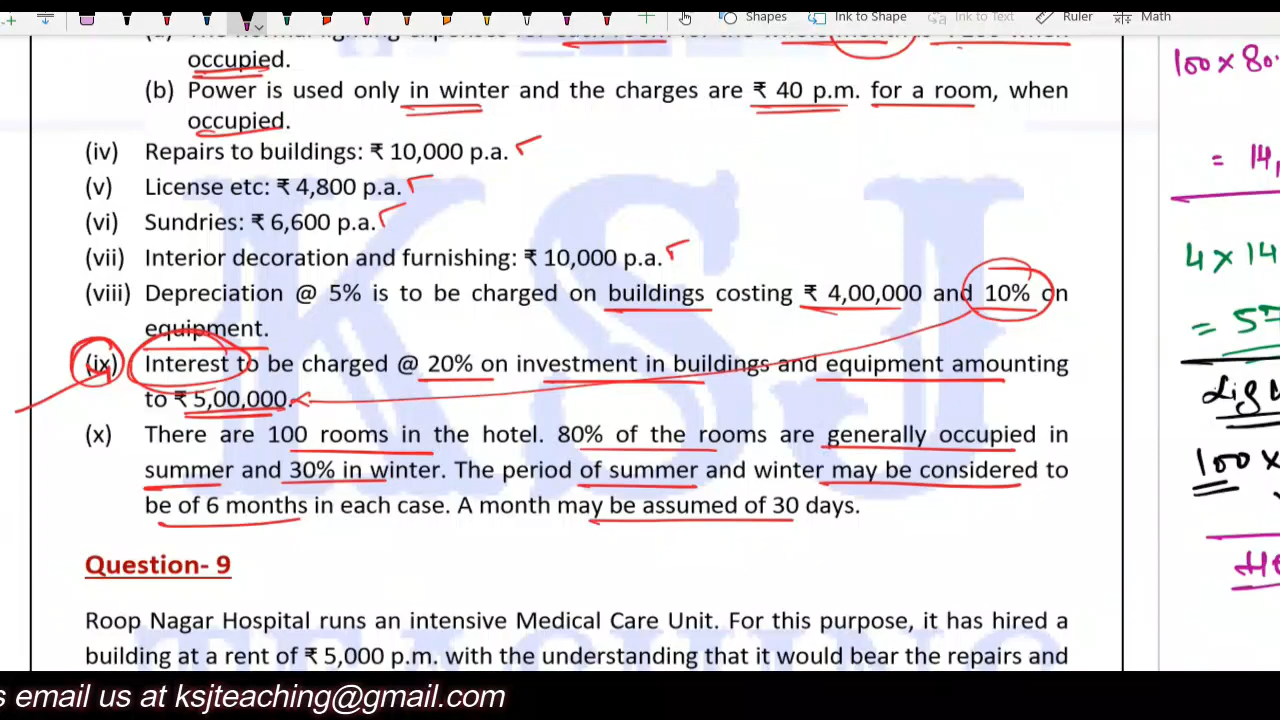 Shapes Ink to Shape Ink to Text Ruler Math
occupied.
(b) Power is used only in winter and the charges are ₹ 40 p.m. for a room, when
occupied.
(iv) Repairs to buildings: ₹ 10,000 p.a.
(v) License etc: ₹ 4,800 p.a.
(vi) Sundries: ₹ 6,600 p.a.
(vii) Interior decoration and furnishing: ₹ 10,000 p.a.
(viii) Depreciation @ 5% is to be charged on buildings costing ₹ 4,00,000 and 10% on
equipment.
(ix) Interest to be charged @ 20% on investment in buildings and equipment amounting
to ₹ 5,00,000.
(x) There are 100 rooms in the hotel. 80% of the rooms are generally occupied in
summer and 30% in winter. The period of summer and winter may be considered to
be of 6 months in each case. A month may be assumed of 30 days.
Question- 9
Roop Nagar Hospital runs an intensive Medical Care Unit. For this purpose, it has hired a
building at a rent of ₹ 5,000 p.m. with the understanding that it would bear the repairs and
100 x 80
= 14,
4 x 14
= 57
Lig
100 x
KSJ
TEACHING
s email us at ksjteaching@gmail.com